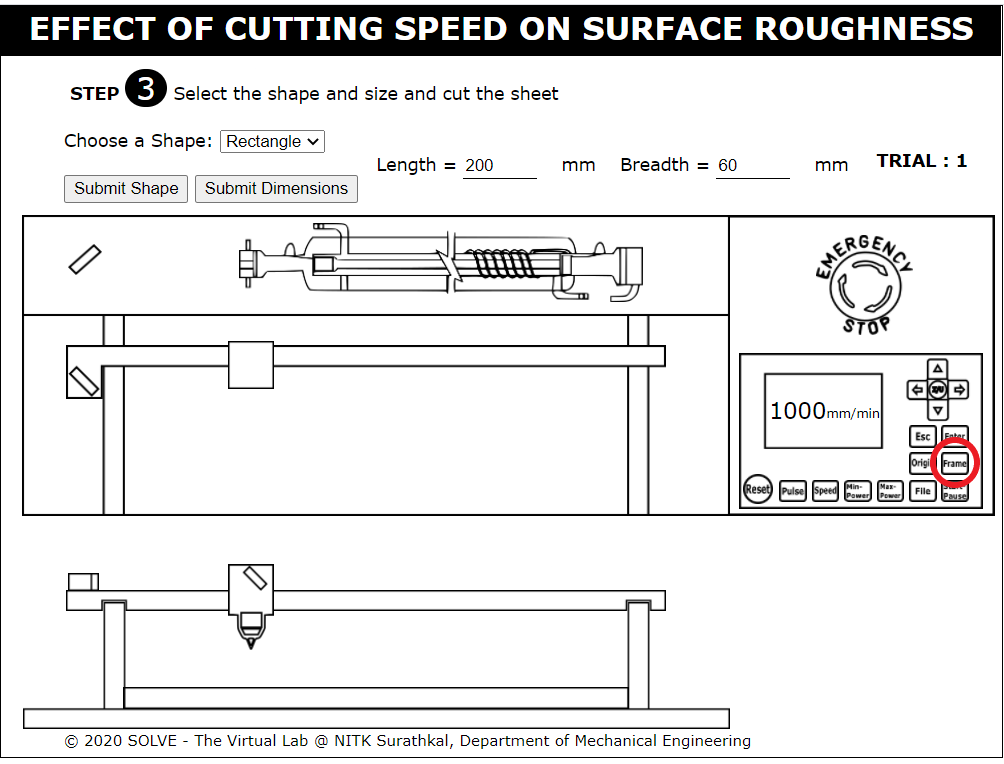 EFFECT OF CUTTING SPEED ON SURFACE ROUGHNESS
STEP 3 Select the shape and size and cut the sheet
Choose a Shape: Rectangle
Length = 200 mm Breadth = 60 mm TRIAL : 1
Submit Shape Submit Dimensions
EMERGENCY
STOP
1000mm/min
Z/U
Esc Enter
Origi Frame
Reset Pulse Speed Min-Power Max-Power File Start-Pause
© 2020 SOLVE - The Virtual Lab @ NITK Surathkal, Department of Mechanical Engineering